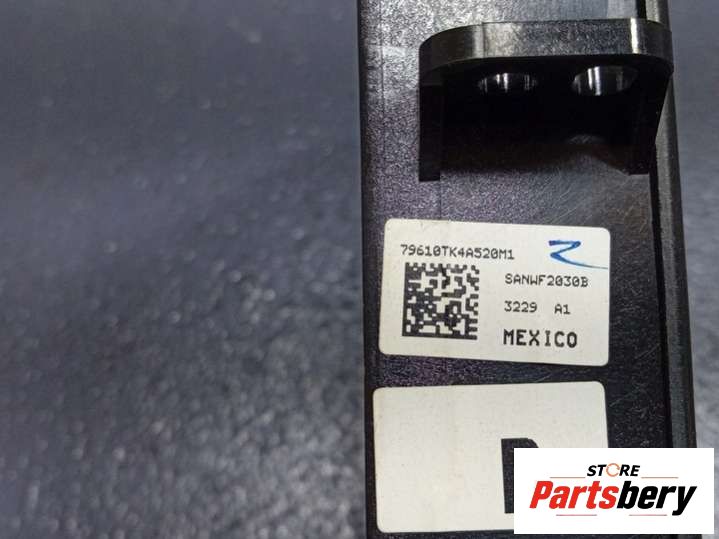 79610TK4A520M1
SANWF2030B
3229 A1
MEXICO
STORE
Partsbery